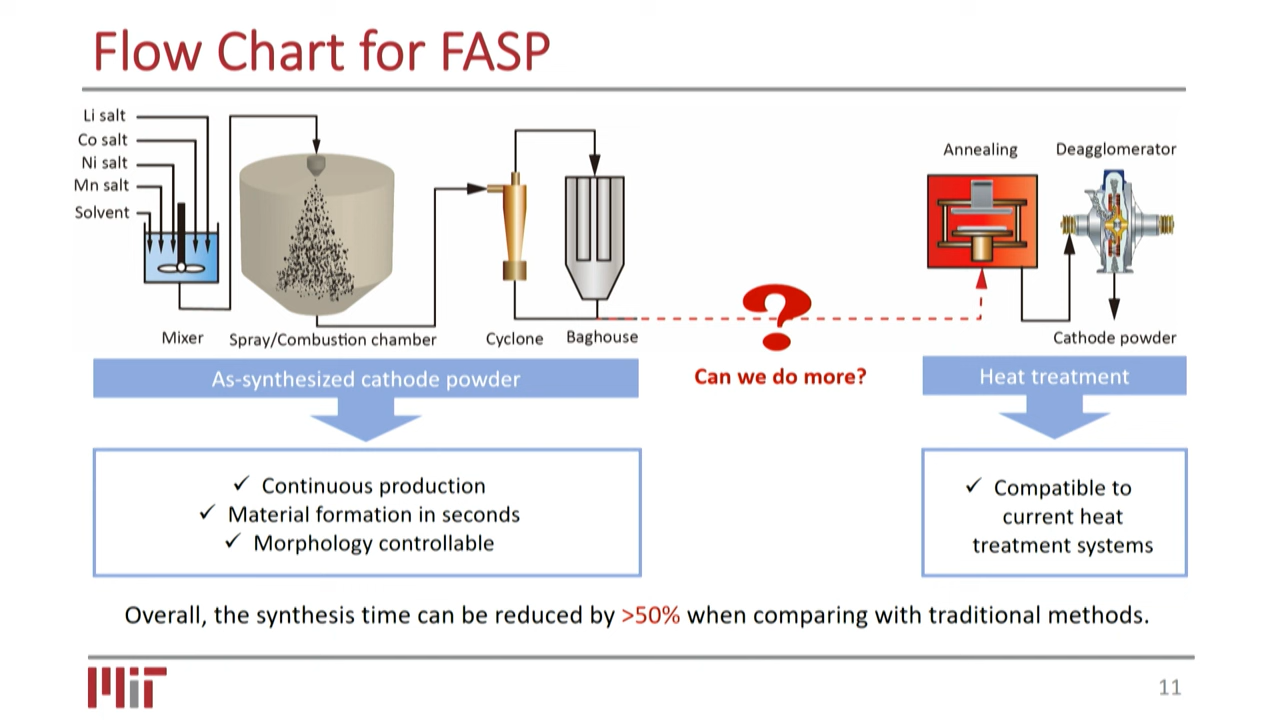 Flow Chart for FASP
Li salt
Co salt
Ni salt
Mn salt
Solvent
Mixer
Spray/Combustion chamber
Cyclone
Baghouse
Annealing
Deagglomerator
Cathode powder
?
Can we do more?
As-synthesized cathode powder
Heat treatment
✓ Continuous production
✓ Material formation in seconds
✓ Morphology controllable
✓ Compatible to
current heat
treatment systems
Overall, the synthesis time can be reduced by >50% when comparing with traditional methods.
MIT
11